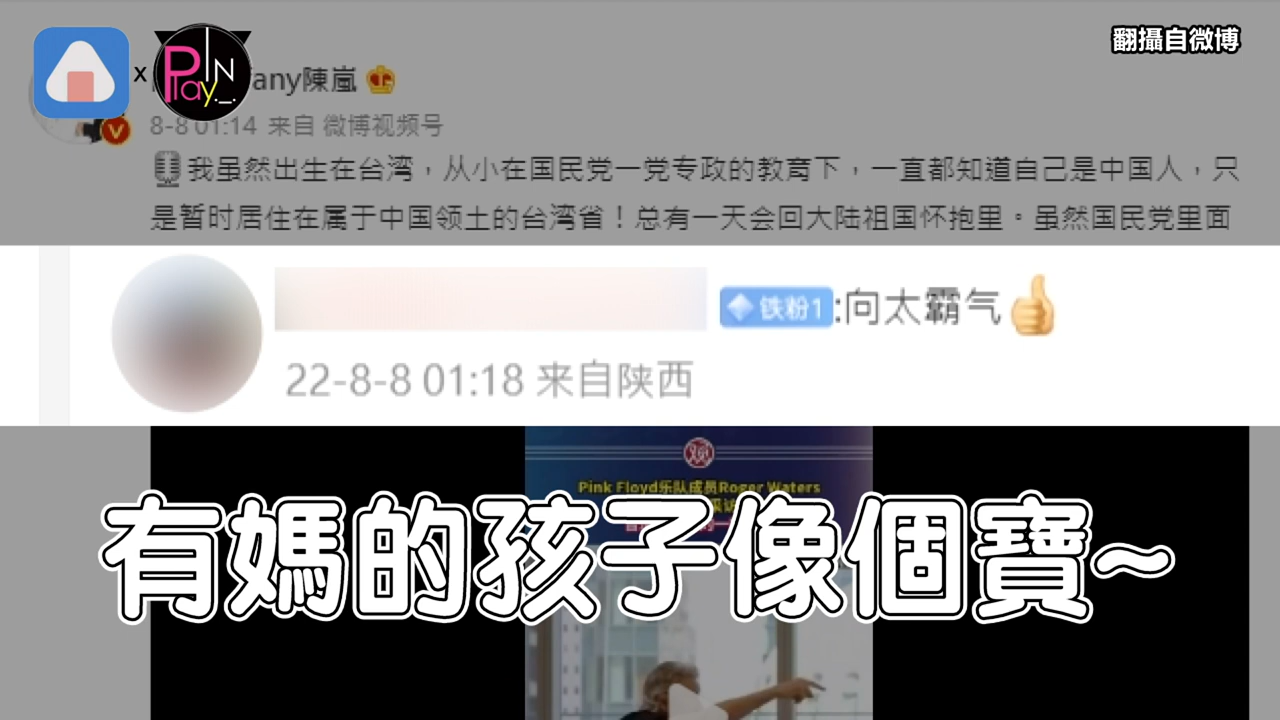 翻攝自微博
x
Play IN
any陳嵐
8-8 01:14 来自 微博视频号
我虽然出生在台湾，从小在国民党一党专政的教育下，一直都知道自己是中国人，只
是暂时居住在属于中国领土的台湾省！总有一天会回大陆祖国怀抱里。虽然国民党里面
铁粉1:向太霸气
22-8-8 01:18 来自陕西
观
Pink Floyd乐队成员Roger Waters
有媽的孩子像個寶~